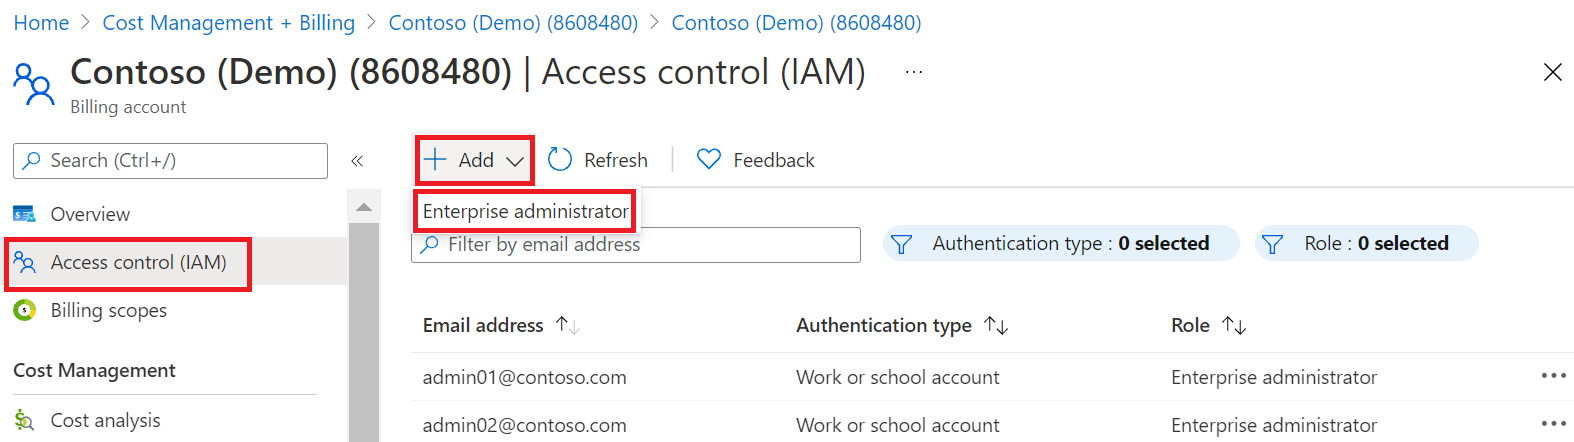 Home > Cost Management + Billing > Contoso (Demo) (8608480) > Contoso (Demo) (8608480)
Contoso (Demo) (8608480) | Access control (IAM) ···
Billing account
Search (Ctrl+/) «
Add Refresh Feedback
Enterprise administrator
Overview
Access control (IAM)
Billing scopes
Cost Management
Cost analysis
Filter by email address Authentication type : 0 selected Role : 0 selected
Email address Authentication type Role
admin01@contoso.com Work or school account Enterprise administrator ···
admin02@contoso.com Work or school account Enterprise administrator ···